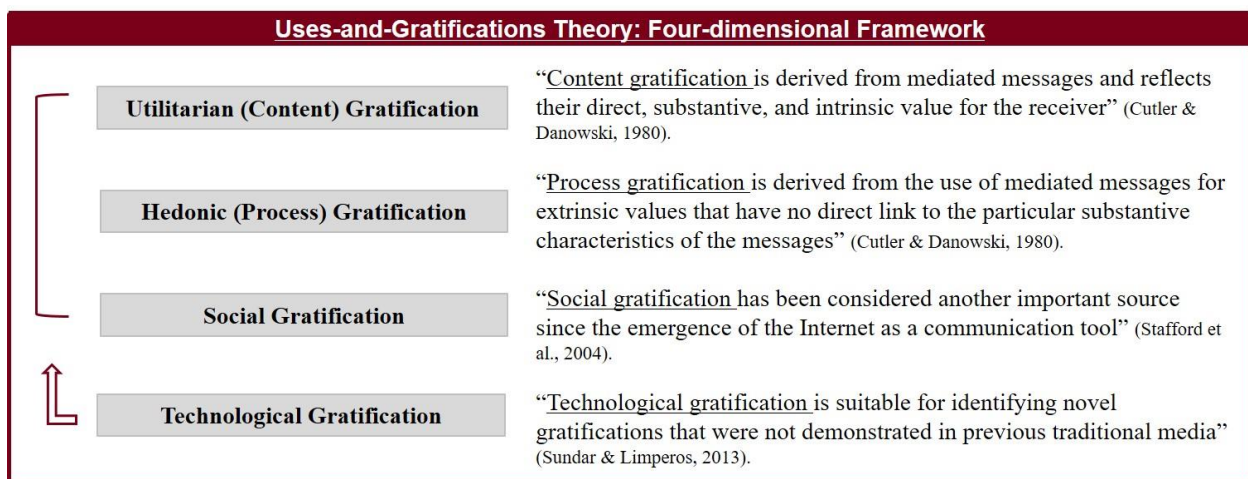 Uses-and-Gratifications Theory: Four-dimensional Framework
Utilitarian (Content) Gratification
“Content gratification is derived from mediated messages and reflects
their direct, substantive, and intrinsic value for the receiver” (Cutler &
Danowski, 1980).
Hedonic (Process) Gratification
“Process gratification is derived from the use of mediated messages for
extrinsic values that have no direct link to the particular substantive
characteristics of the messages” (Cutler & Danowski, 1980).
Social Gratification
“Social gratification has been considered another important source
since the emergence of the Internet as a communication tool” (Stafford et
al., 2004).
Technological Gratification
“Technological gratification is suitable for identifying novel
gratifications that were not demonstrated in previous traditional media”
(Sundar & Limperos, 2013).